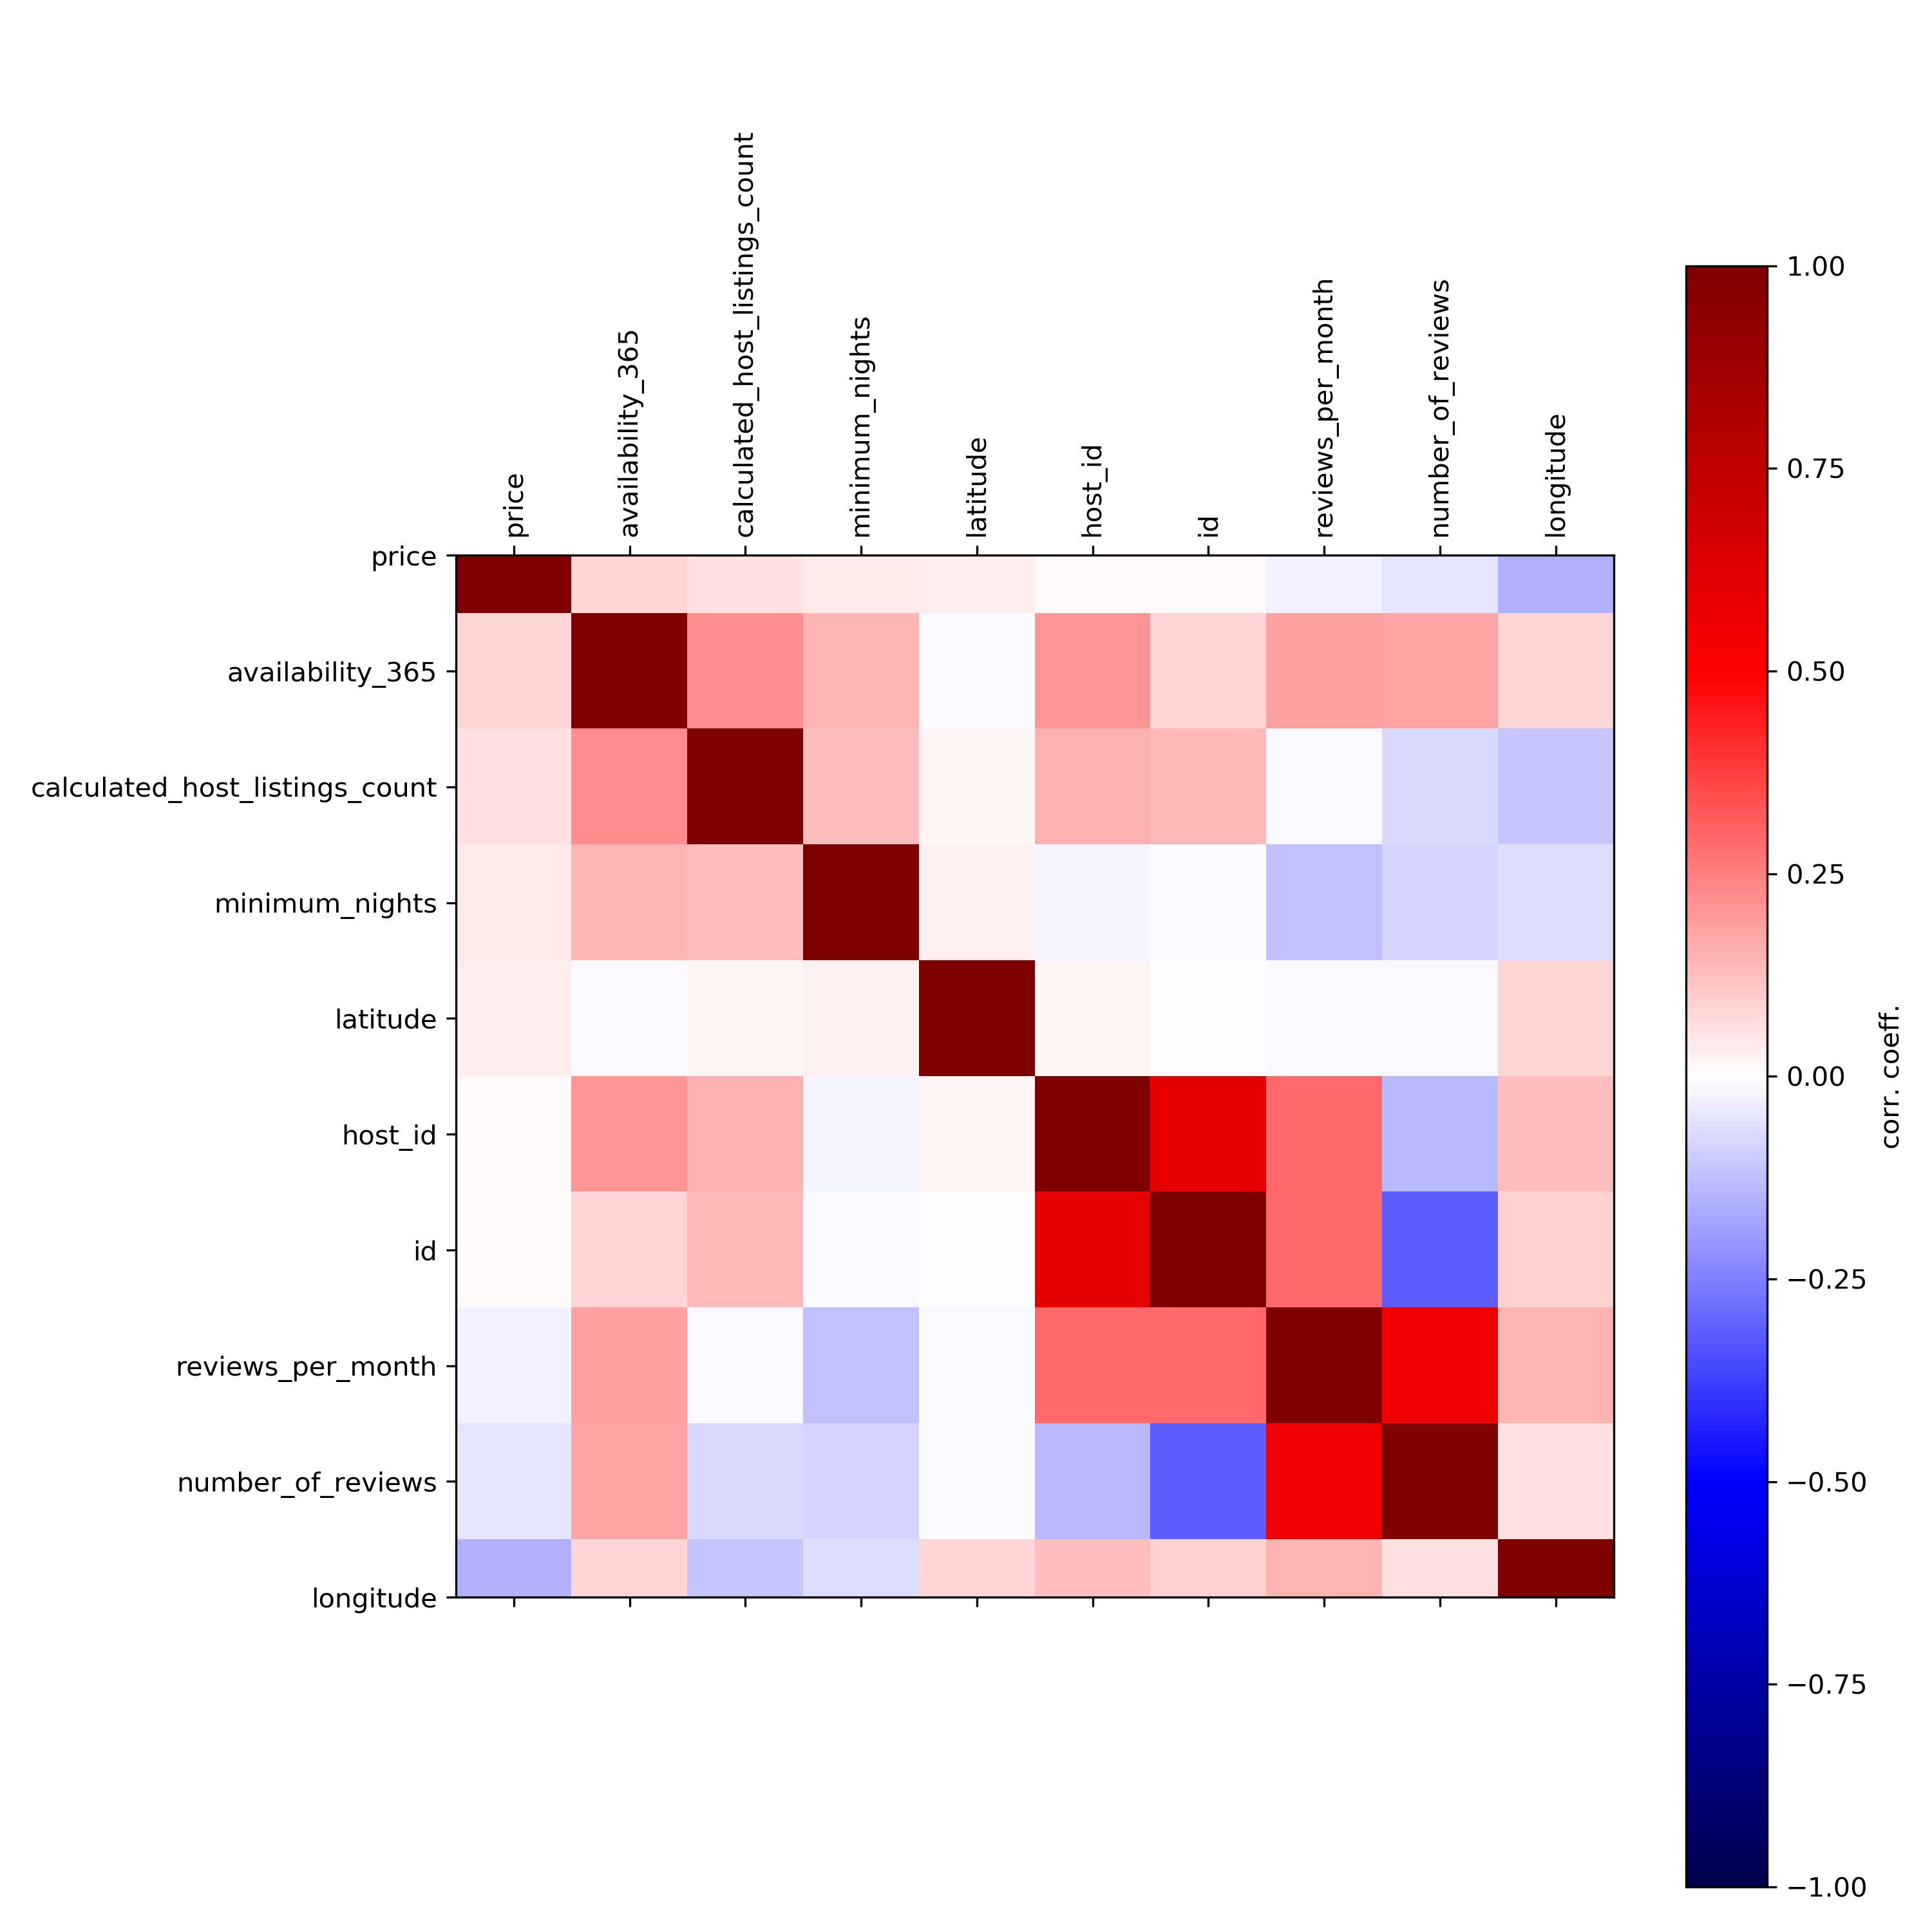 price
availability_365
calculated_host_listings_count
minimum_nights
latitude
host_id
id
reviews_per_month
number_of_reviews
longitude
price
availability_365
calculated_host_listings_count
minimum_nights
latitude
host_id
id
reviews_per_month
number_of_reviews
longitude
1.00
0.75
0.50
0.25
0.00
−0.25
−0.50
−0.75
−1.00
corr. coeff.